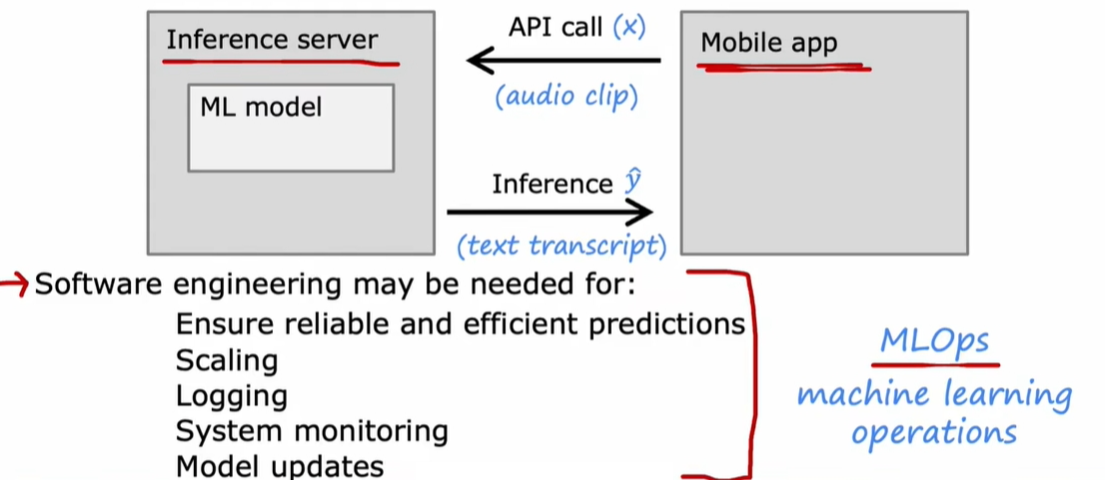 Inference server
ML model
API call (x)
(audio clip)
Inference ŷ
(text transcript)
Mobile app
Software engineering may be needed for:
Ensure reliable and efficient predictions
Scaling
Logging
System monitoring
Model updates
MLOps
machine learning
operations